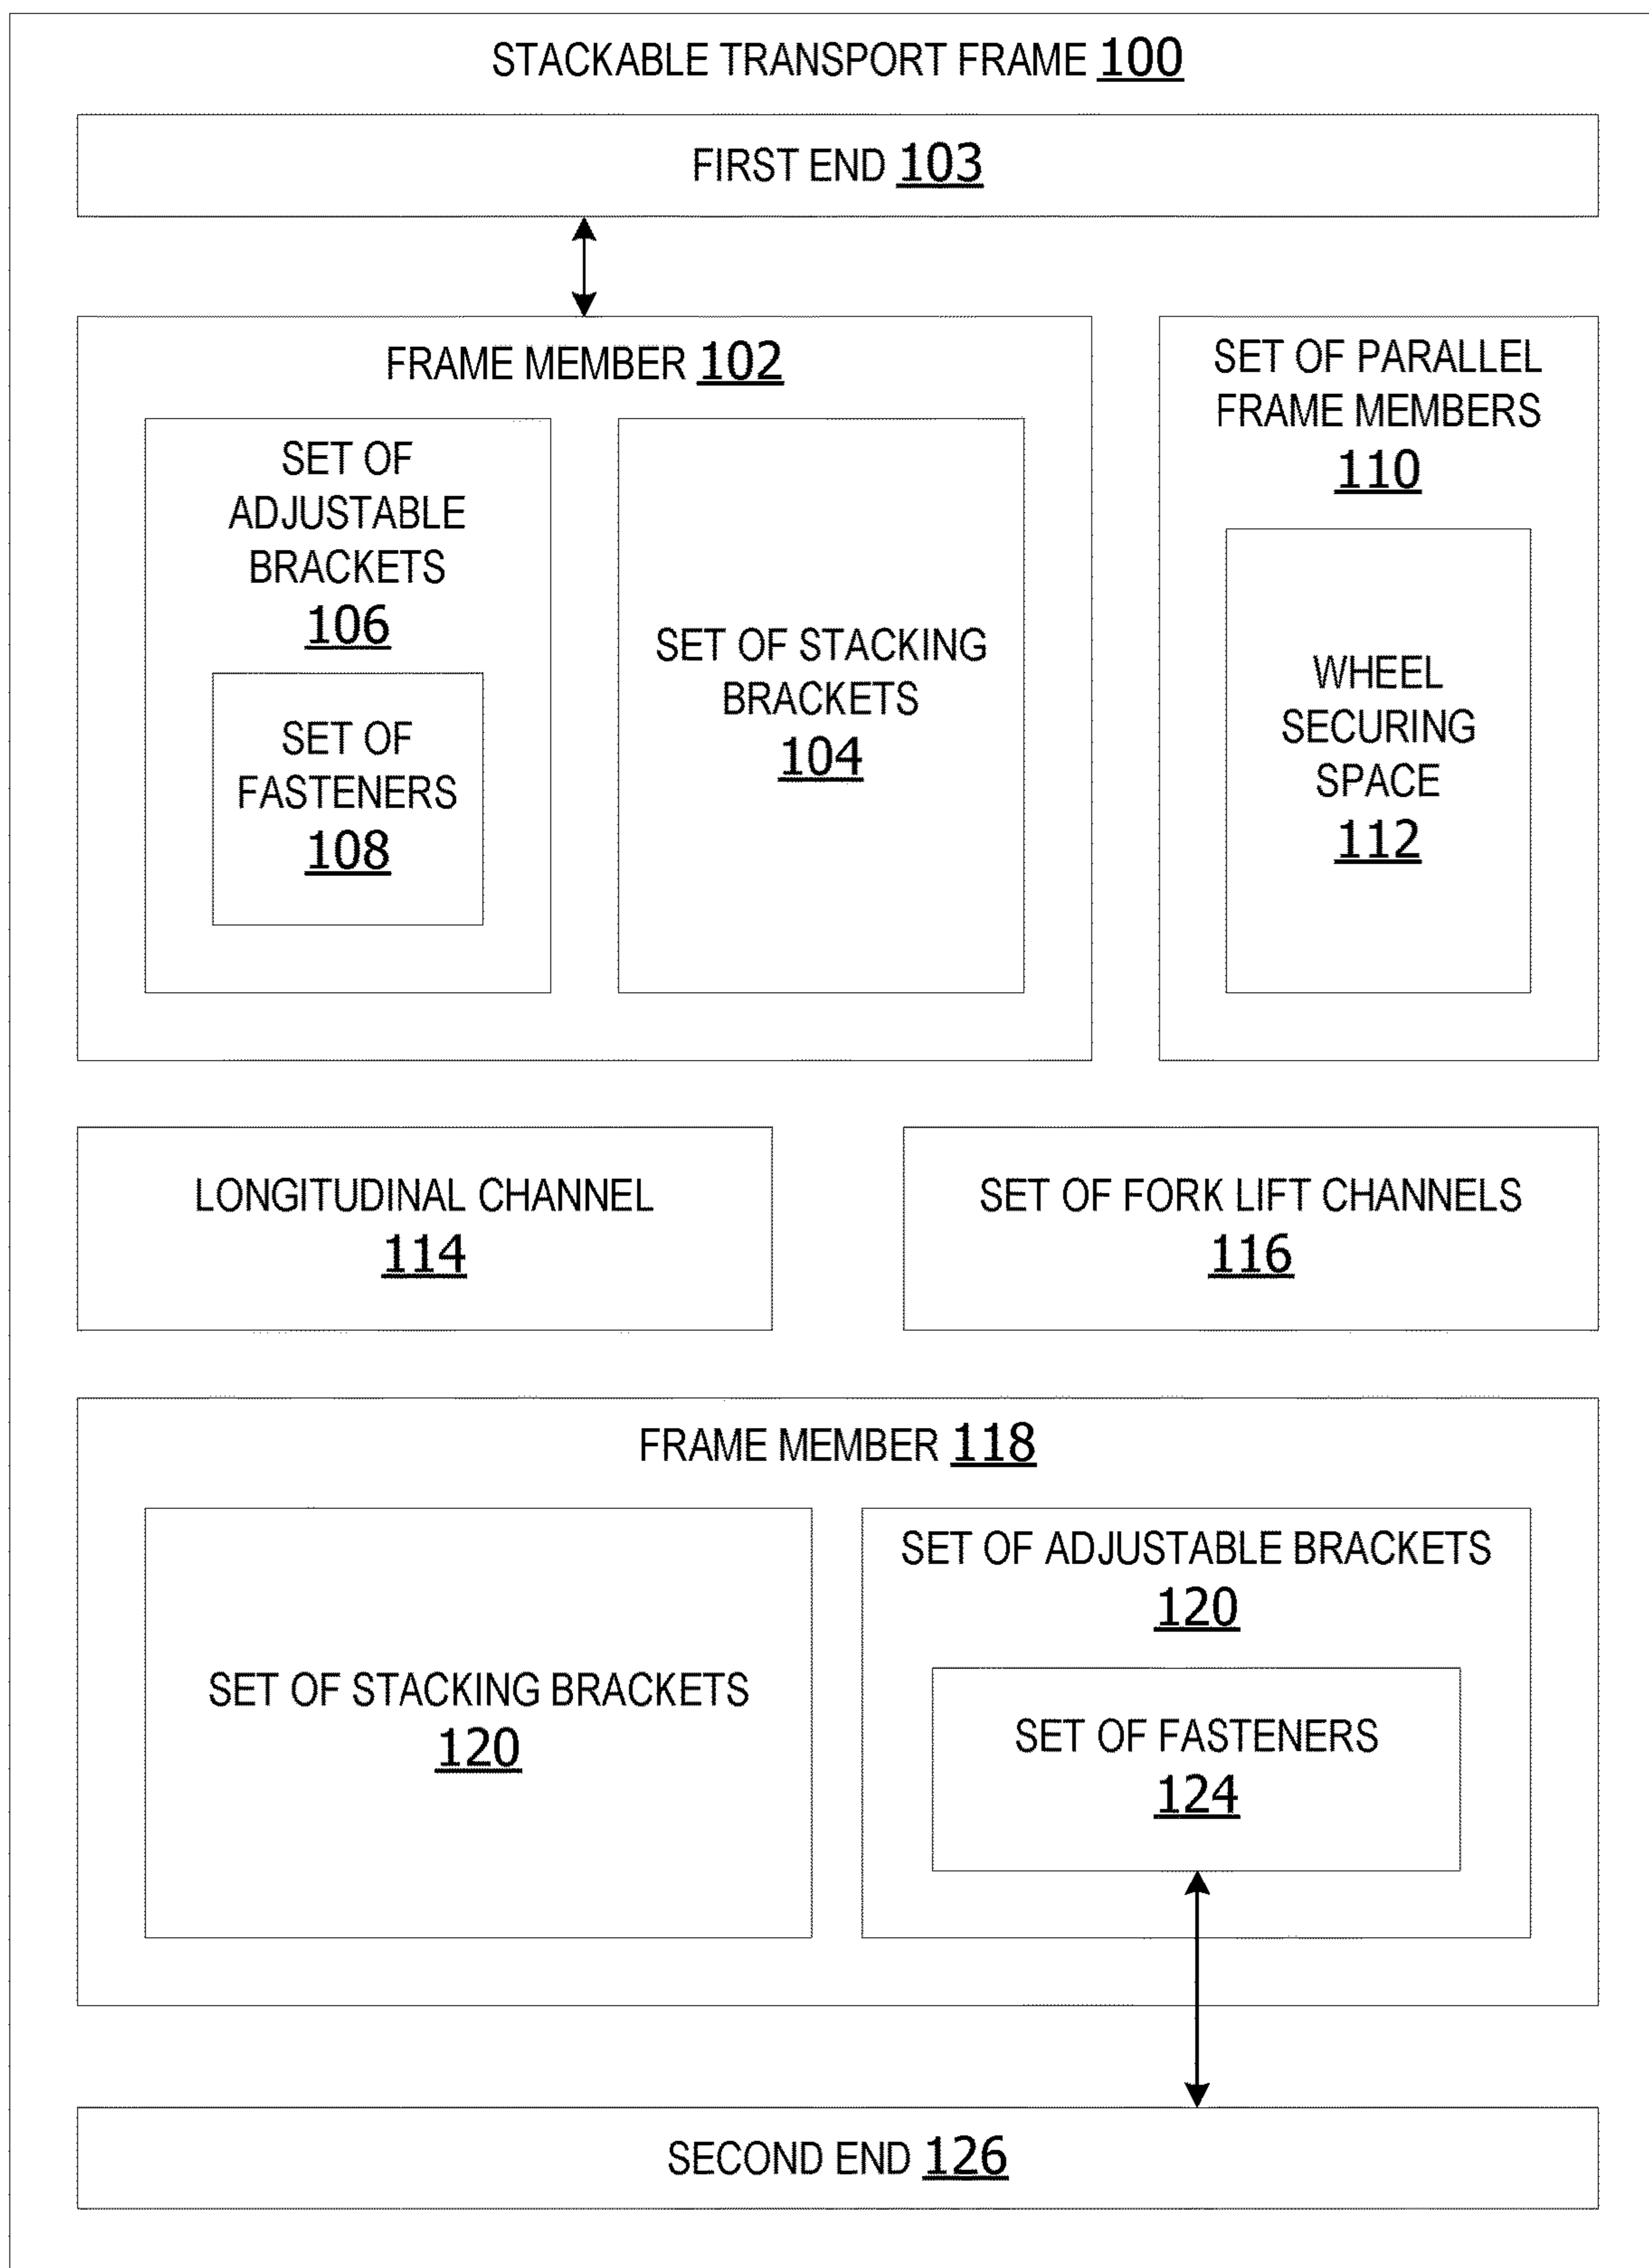 STACKABLE TRANSPORT FRAME 100
FIRST END 103
FRAME MEMBER 102
SET OF
ADJUSTABLE
BRACKETS
106
SET OF
FASTENERS
108
SET OF STACKING
BRACKETS
104
SET OF PARALLEL
FRAME MEMBERS
110
WHEEL
SECURING
SPACE
112
LONGITUDINAL CHANNEL
114
SET OF FORK LIFT CHANNELS
116
FRAME MEMBER 118
SET OF STACKING BRACKETS
120
SET OF ADJUSTABLE BRACKETS
120
SET OF FASTENERS
124
SECOND END 126